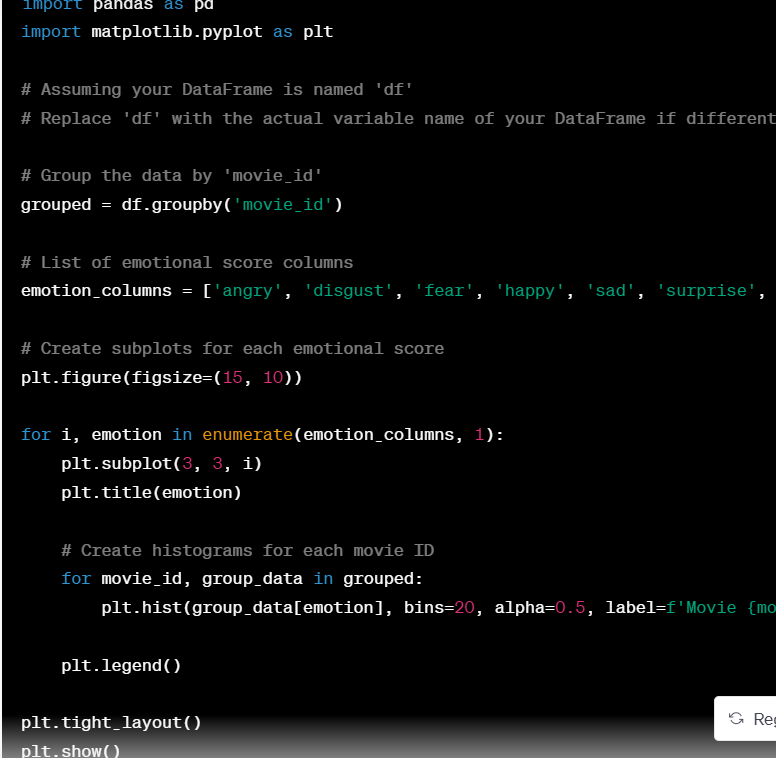 import pandas as pd
import matplotlib.pyplot as plt
# Assuming your DataFrame is named 'df'
# Replace 'df' with the actual variable name of your DataFrame if different
# Group the data by 'movie_id'
grouped = df.groupby('movie_id')
# List of emotional score columns
emotion_columns = ['angry', 'disgust', 'fear', 'happy', 'sad', 'surprise',
# Create subplots for each emotional score
plt.figure(figsize=(15, 10))
for i, emotion in enumerate(emotion_columns, 1):
    plt.subplot(3, 3, i)
    plt.title(emotion)
    # Create histograms for each movie ID
    for movie_id, group_data in grouped:
        plt.hist(group_data[emotion], bins=20, alpha=0.5, label=f'Movie {mo
    plt.legend()
plt.tight_layout()
Reg
plt.show()